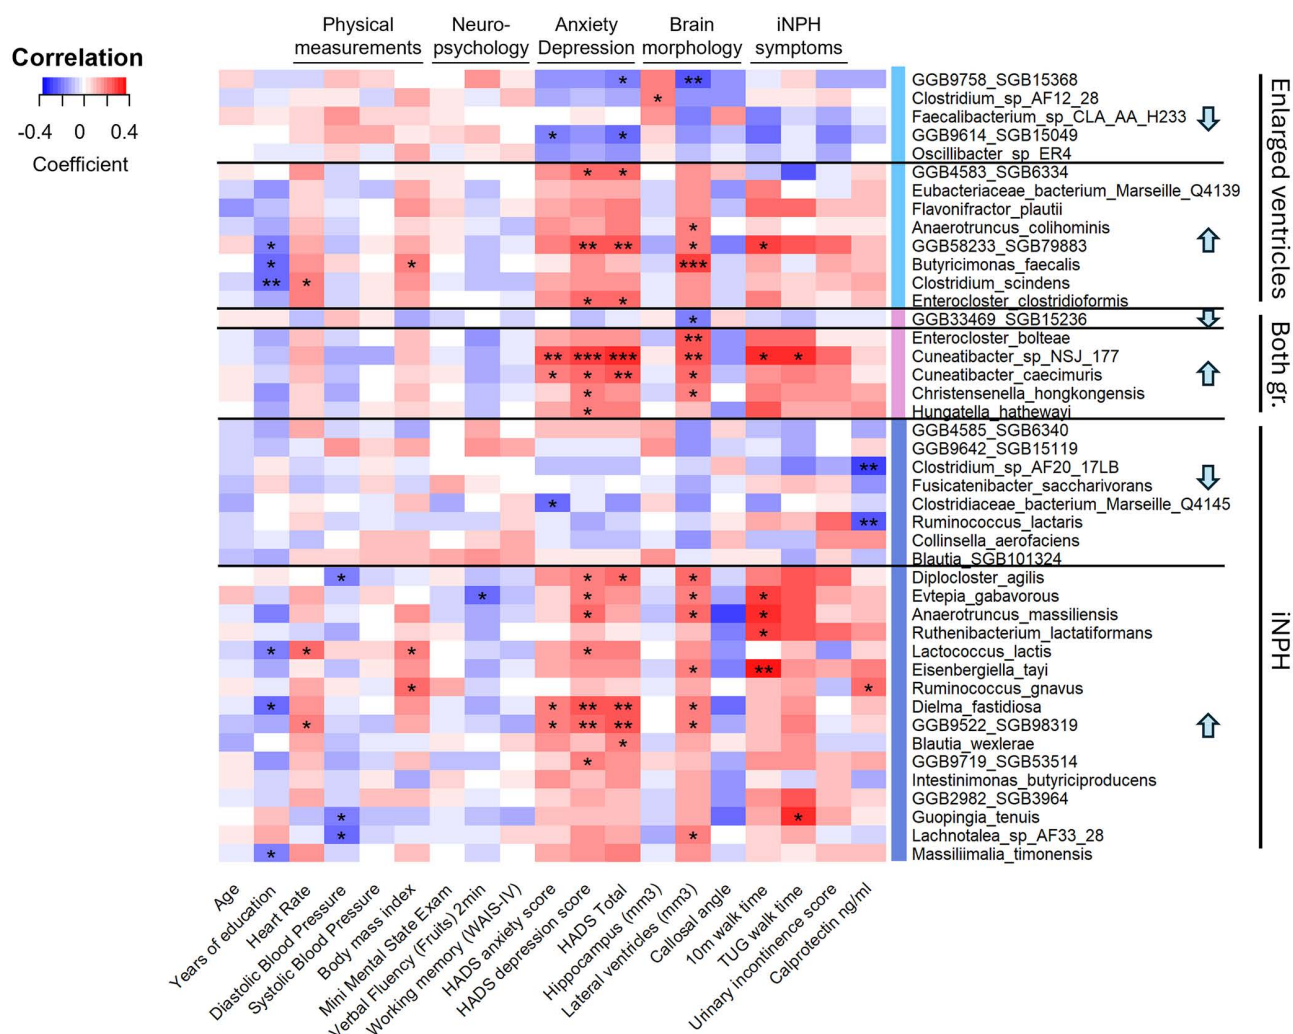 Physical measurements
Neuro-psychology
Anxiety Depression
Brain morphology
iNPH symptoms
Correlation
-0.4 0 0.4
Coefficient
GGB9758_SGB15368
* **
Clostridium_sp_AF12_28
*
Faecalibacterium_sp_CLA_AA_H233
GGB9614_SGB15049
* *
Oscillibacter_sp_ER4
GGB4583_SGB6334
* *
Eubacteriaceae_bacterium_Marseille_Q4139
Flavonifractor_plautii
Anaerotruncus_colihominis
*
GGB58233_SGB79883
* ** ** * *
Butyricimonas_faecalis
* * ***
Clostridium_scindens
** *
Enterocloster_clostridioformis
* *
GGB33469_SGB15236
*
Enterocloster_bolteae
**
Cuneatibacter_sp_NSJ_177
** *** *** ** * *
Cuneatibacter_caecimuris
* * ** *
Christensenella_hongkongensis
* *
Hungatella_hathewayi
*
GGB4585_SGB6340
GGB9642_SGB15119
Clostridium_sp_AF20_17LB
**
Fusicatenibacter_saccharivorans
Clostridiaceae_bacterium_Marseille_Q4145
*
Ruminococcus_lactaris
**
Collinsella_aerofaciens
Blautia_SGB101324
Diplocloster_agilis
* * * *
Evtepia_gabavorous
* * * *
Anaerotruncus_massiliensis
* * *
Ruthenibacterium_lactatiformans
*
Lactococcus_lactis
* * * *
Eisenbergiella_tayi
* **
Ruminococcus_gnavus
* *
Dielma_fastidiosa
* * ** ** *
GGB9522_SGB98319
* * ** ** *
Blautia_wexlerae
*
GGB9719_SGB53514
*
Intestinimonas_butyriciproducens
GGB2982_SGB3964
Guopingia_tenuis
* *
Lachnotalea_sp_AF33_28
* *
Massiliimalia_timonensis
*
Enlarged ventricles
Both gr.
iNPH
Age
Years of education
Heart Rate
Diastolic Blood Pressure
Systolic Blood Pressure
Body mass index
Mini Mental State Exam
Verbal Fluency (Fruits) 2min
Working memory (WAIS-IV)
HADS anxiety score
HADS depression score
HADS Total
Hippocampus (mm3)
Lateral ventricles (mm3)
Callosal angle
10m walk time
TUG walk time
Urinary incontinence score
Calprotectin ng/ml